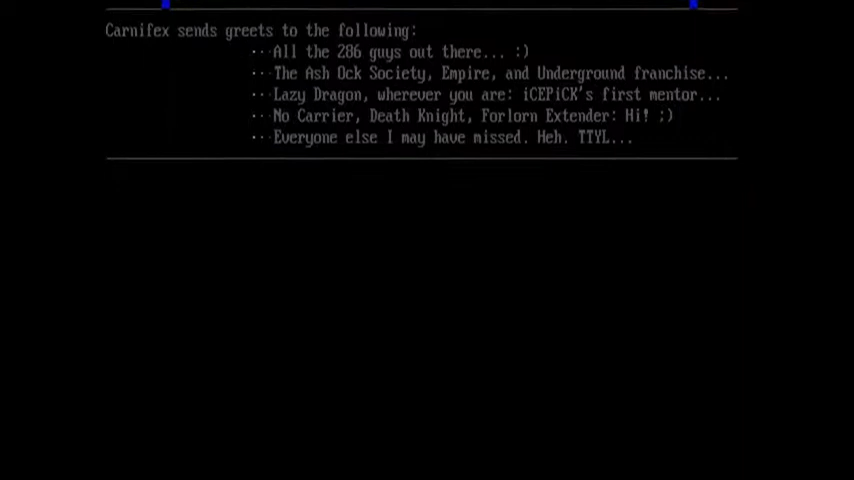 Carnifex sends greets to the following:
···All the 286 guys out there... :)
···The Ash Ock Society, Empire, and Underground franchise...
···Lazy Dragon, wherever you are: iCEPiCK's first mentor...
···No Carrier, Death Knight, Forlorn Extender: Hi! ;)
···Everyone else I may have missed. Heh. TTYL...